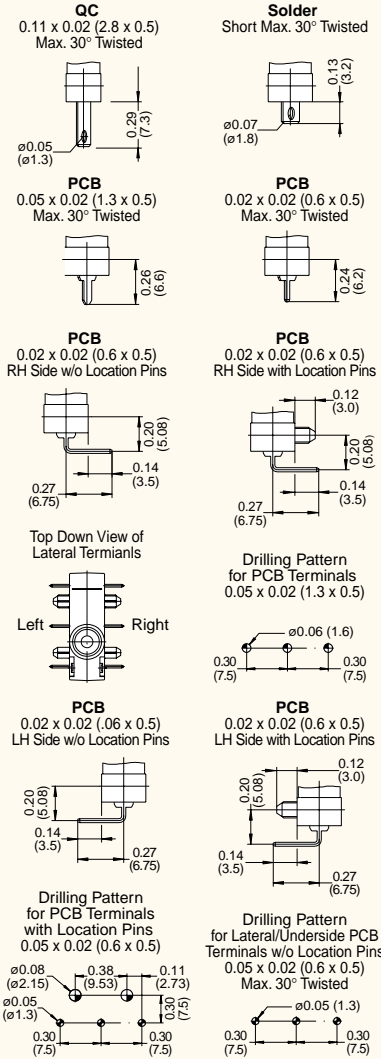 QC
0.11 x 0.02 (2.8 x 0.5)
Max. 30° Twisted
0.29
(7.3)
ø0.05
(ø1.3)
Solder
Short Max. 30° Twisted
0.13
(3.2)
ø0.07
(ø1.8)
PCB
0.05 x 0.02 (1.3 x 0.5)
Max. 30° Twisted
0.26
(6.6)
PCB
0.02 x 0.02 (0.6 x 0.5)
Max. 30° Twisted
0.24
(6.2)
PCB
0.02 x 0.02 (0.6 x 0.5)
RH Side w/o Location Pins
0.20
(5.08)
0.14
(3.5)
0.27
(6.75)
PCB
0.02 x 0.02 (0.6 x 0.5)
RH Side with Location Pins
0.12
(3.0)
0.20
(5.08)
0.14
(3.5)
0.27
(6.75)
Top Down View of
Lateral Termianls
Left
Right
Drilling Pattern
for PCB Terminals
0.05 x 0.02 (1.3 x 0.5)
ø0.06 (1.6)
0.30
(7.5)
0.30
(7.5)
PCB
0.02 x 0.02 (.06 x 0.5)
LH Side w/o Location Pins
0.20
(5.08)
0.14
(3.5)
0.27
(6.75)
PCB
0.02 x 0.02 (0.6 x 0.5)
LH Side with Location Pins
0.12
(3.0)
0.20
(5.08)
0.14
(3.5)
0.27
(6.75)
Drilling Pattern
for PCB Terminals
with Location Pins
0.05 x 0.02 (0.6 x 0.5)
ø0.08
(ø2.15)
0.38
(9.53)
0.11
(2.73)
ø0.05
(ø1.3)
0.30
(7.5)
0.30
(7.5)
0.30
(7.5)
Drilling Pattern
for Lateral/Underside PCB
Terminals w/o Location Pins
0.05 x 0.02 (0.6 x 0.5)
Max. 30° Twisted
ø0.05 (1.3)
0.30
(7.5)
0.30
(7.5)